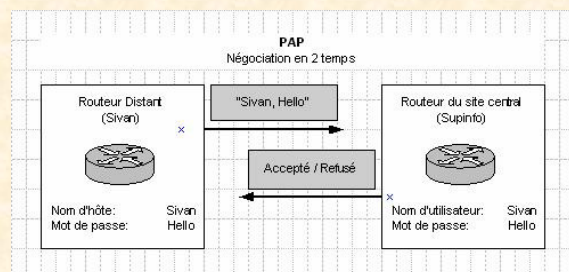 PAP
Négociation en 2 temps
Routeur Distant
(Sivan)
"Sivan, Hello"
Routeur du site central
(Supinfo)
Accepté / Refusé
Nom d'hôte: Sivan
Mot de passe: Hello
Nom d'utilisateur: Sivan
Mot de passe: Hello